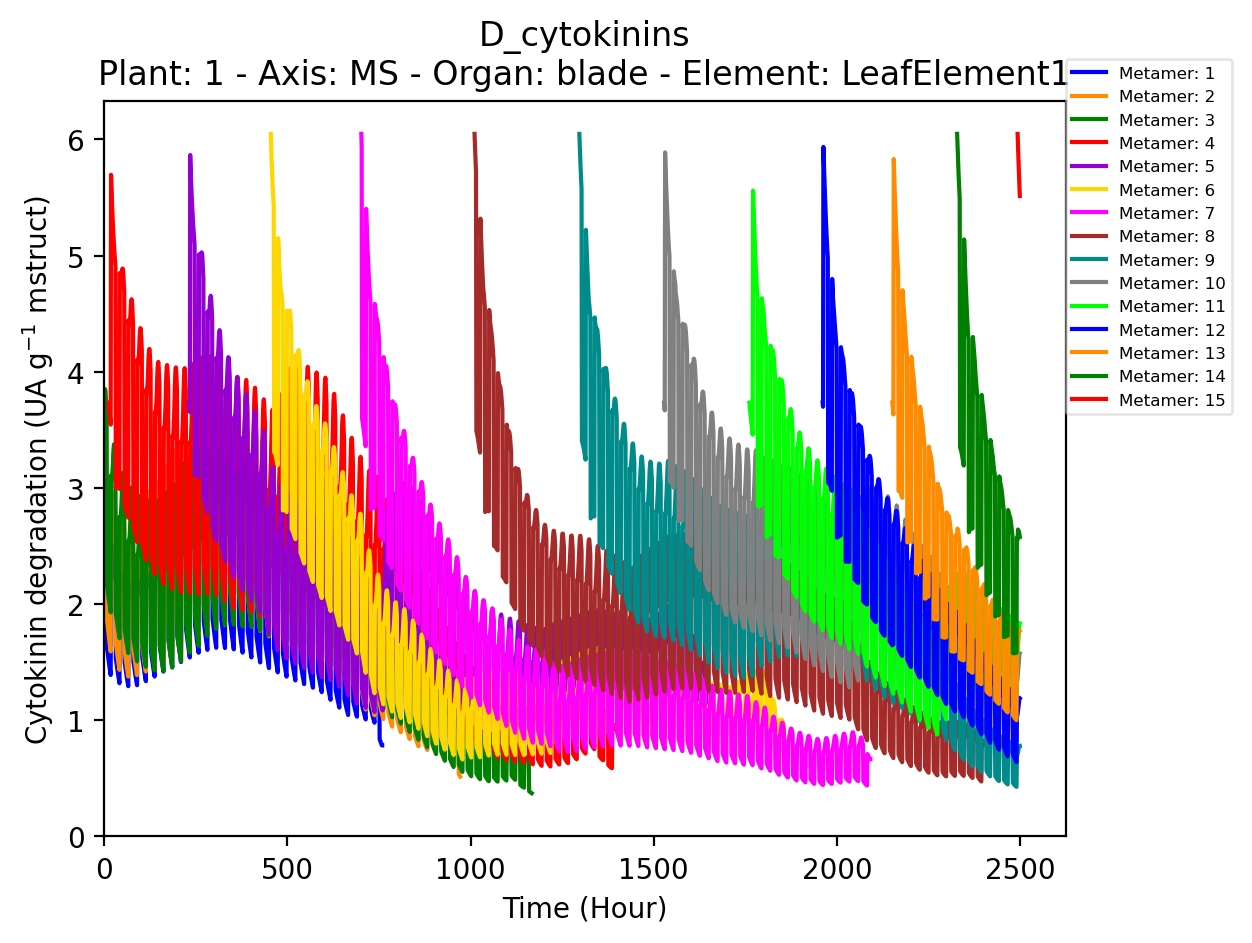 D_cytokinins
Plant: 1 - Axis: MS - Organ: blade - Element: LeafElement1
Metamer: 1
Metamer: 2
Metamer: 3
Metamer: 4
Metamer: 5
Metamer: 6
Metamer: 7
Metamer: 8
Metamer: 9
Metamer: 10
Metamer: 11
Metamer: 12
Metamer: 13
Metamer: 14
Metamer: 15
Cytokinin degradation (UA g⁻¹ mstruct)
6
5
4
3
2
1
0
0 500 1000 1500 2000 2500
Time (Hour)